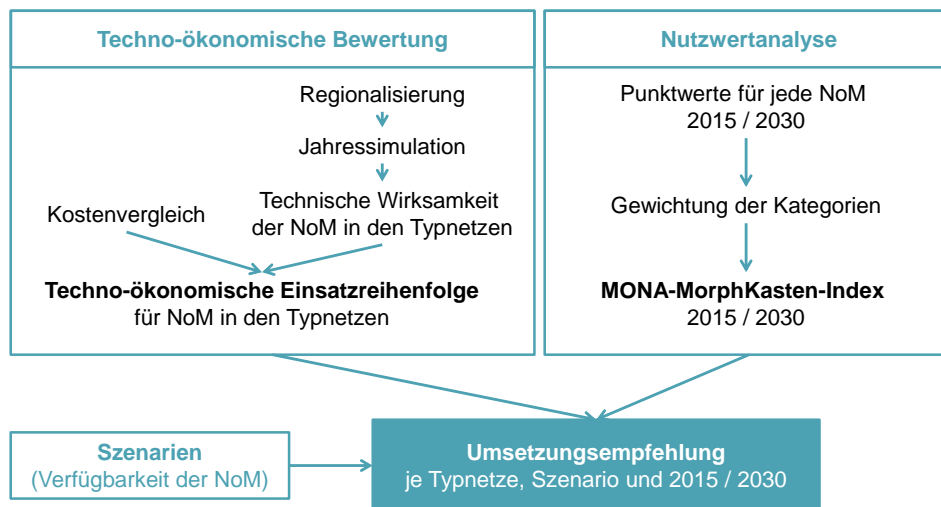 Techno-ökonomische Bewertung
Regionalisierung
Jahressimulation
Kostenvergleich
Technische Wirksamkeit
der NoM in den Typnetzen
Techno-ökonomische Einsatzreihenfolge
für NoM in den Typnetzen
Nutzwertanalyse
Punktwerte für jede NoM
2015 / 2030
Gewichtung der Kategorien
MONA-MorphKasten-Index
2015 / 2030
Szenarien
(Verfügbarkeit der NoM)
Umsetzungsempfehlung
je Typnetze, Szenario und 2015 / 2030